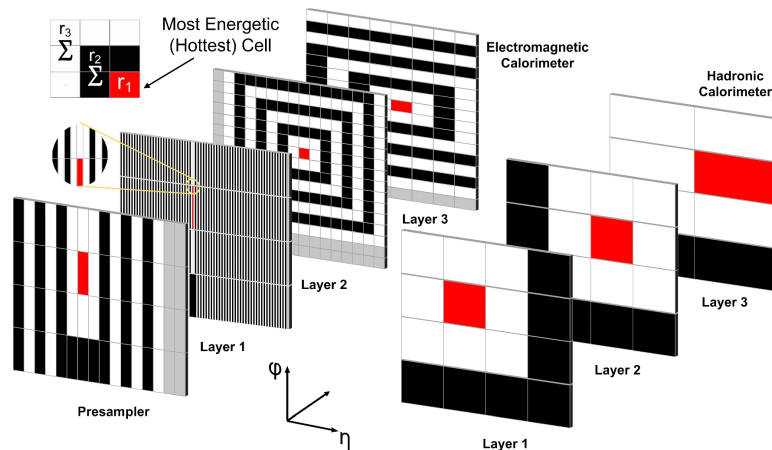 Most Energetic
(Hottest) Cell
r3
Σ
r2
Σ
r1
Electromagnetic
Calorimeter
Hadronic
Calorimeter
Layer 3
Layer 2
Layer 1
Presampler
Layer 3
Layer 2
Layer 1
φ
η